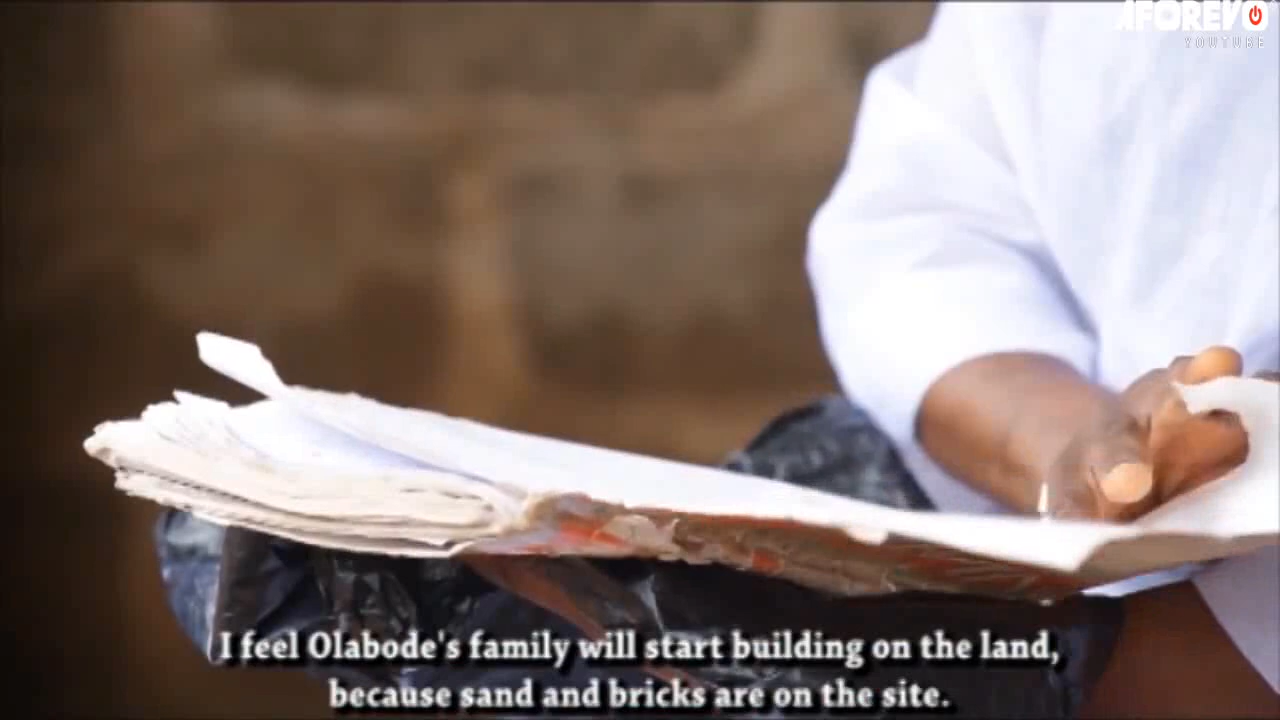 AFOREVO
YOUTUBE
I feel Olabode's family will start building on the land,
because sand and bricks are on the site.